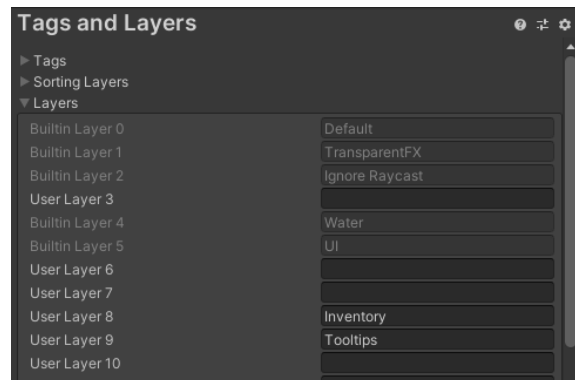 Tags and Layers
Tags
Sorting Layers
Layers
Builtin Layer 0 Default
Builtin Layer 1 TransparentFX
Builtin Layer 2 Ignore Raycast
User Layer 3
Builtin Layer 4 Water
Builtin Layer 5 UI
User Layer 6
User Layer 7
User Layer 8 Inventory
User Layer 9 Tooltips
User Layer 10